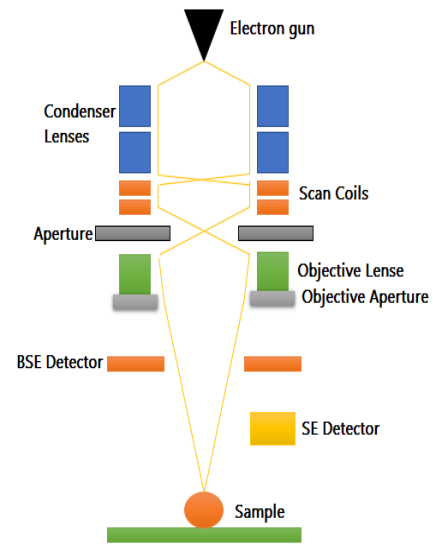 Electron gun
Condenser
Lenses
Scan Coils
Aperture
Objective Lense
Objective Aperture
BSE Detector
SE Detector
Sample